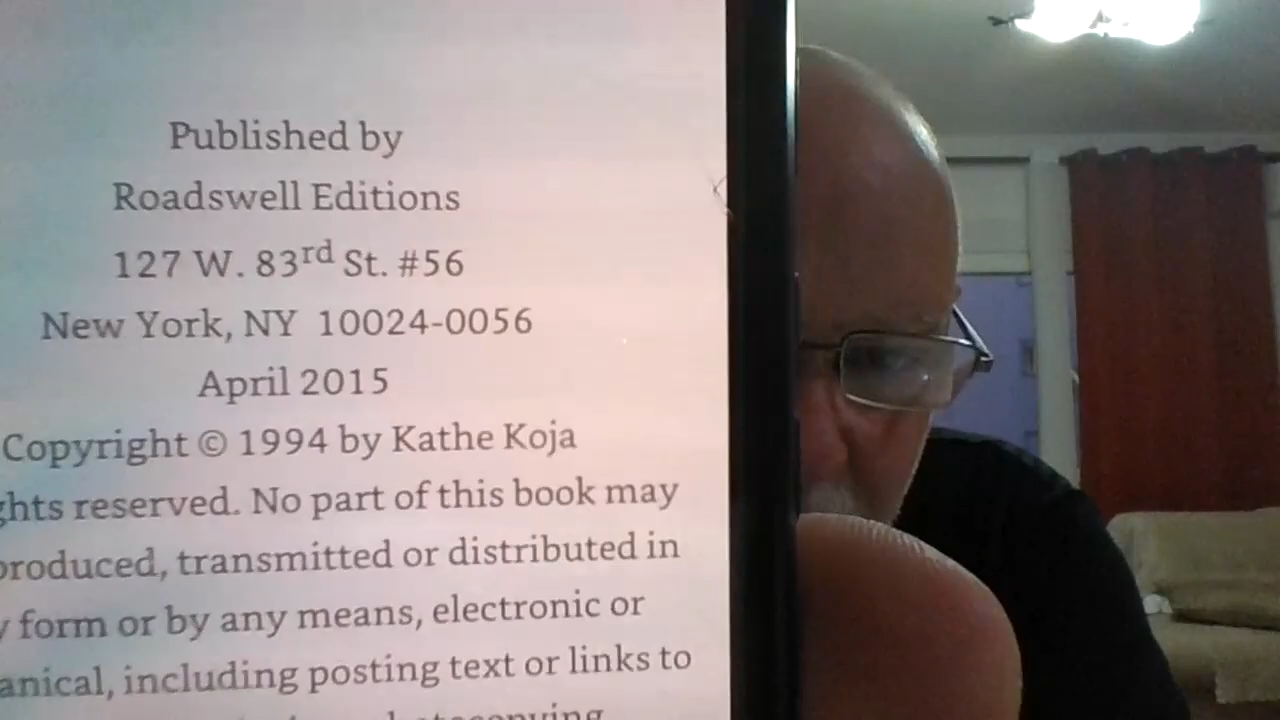 Published by
Roadswell Editions
127 W. 83rd St. #56
New York, NY 10024-0056
April 2015
Copyright © 1994 by Kathe Koja
ghts reserved. No part of this book may
produced, transmitted or distributed in
y form or by any means, electronic or
anical, including posting text or links to